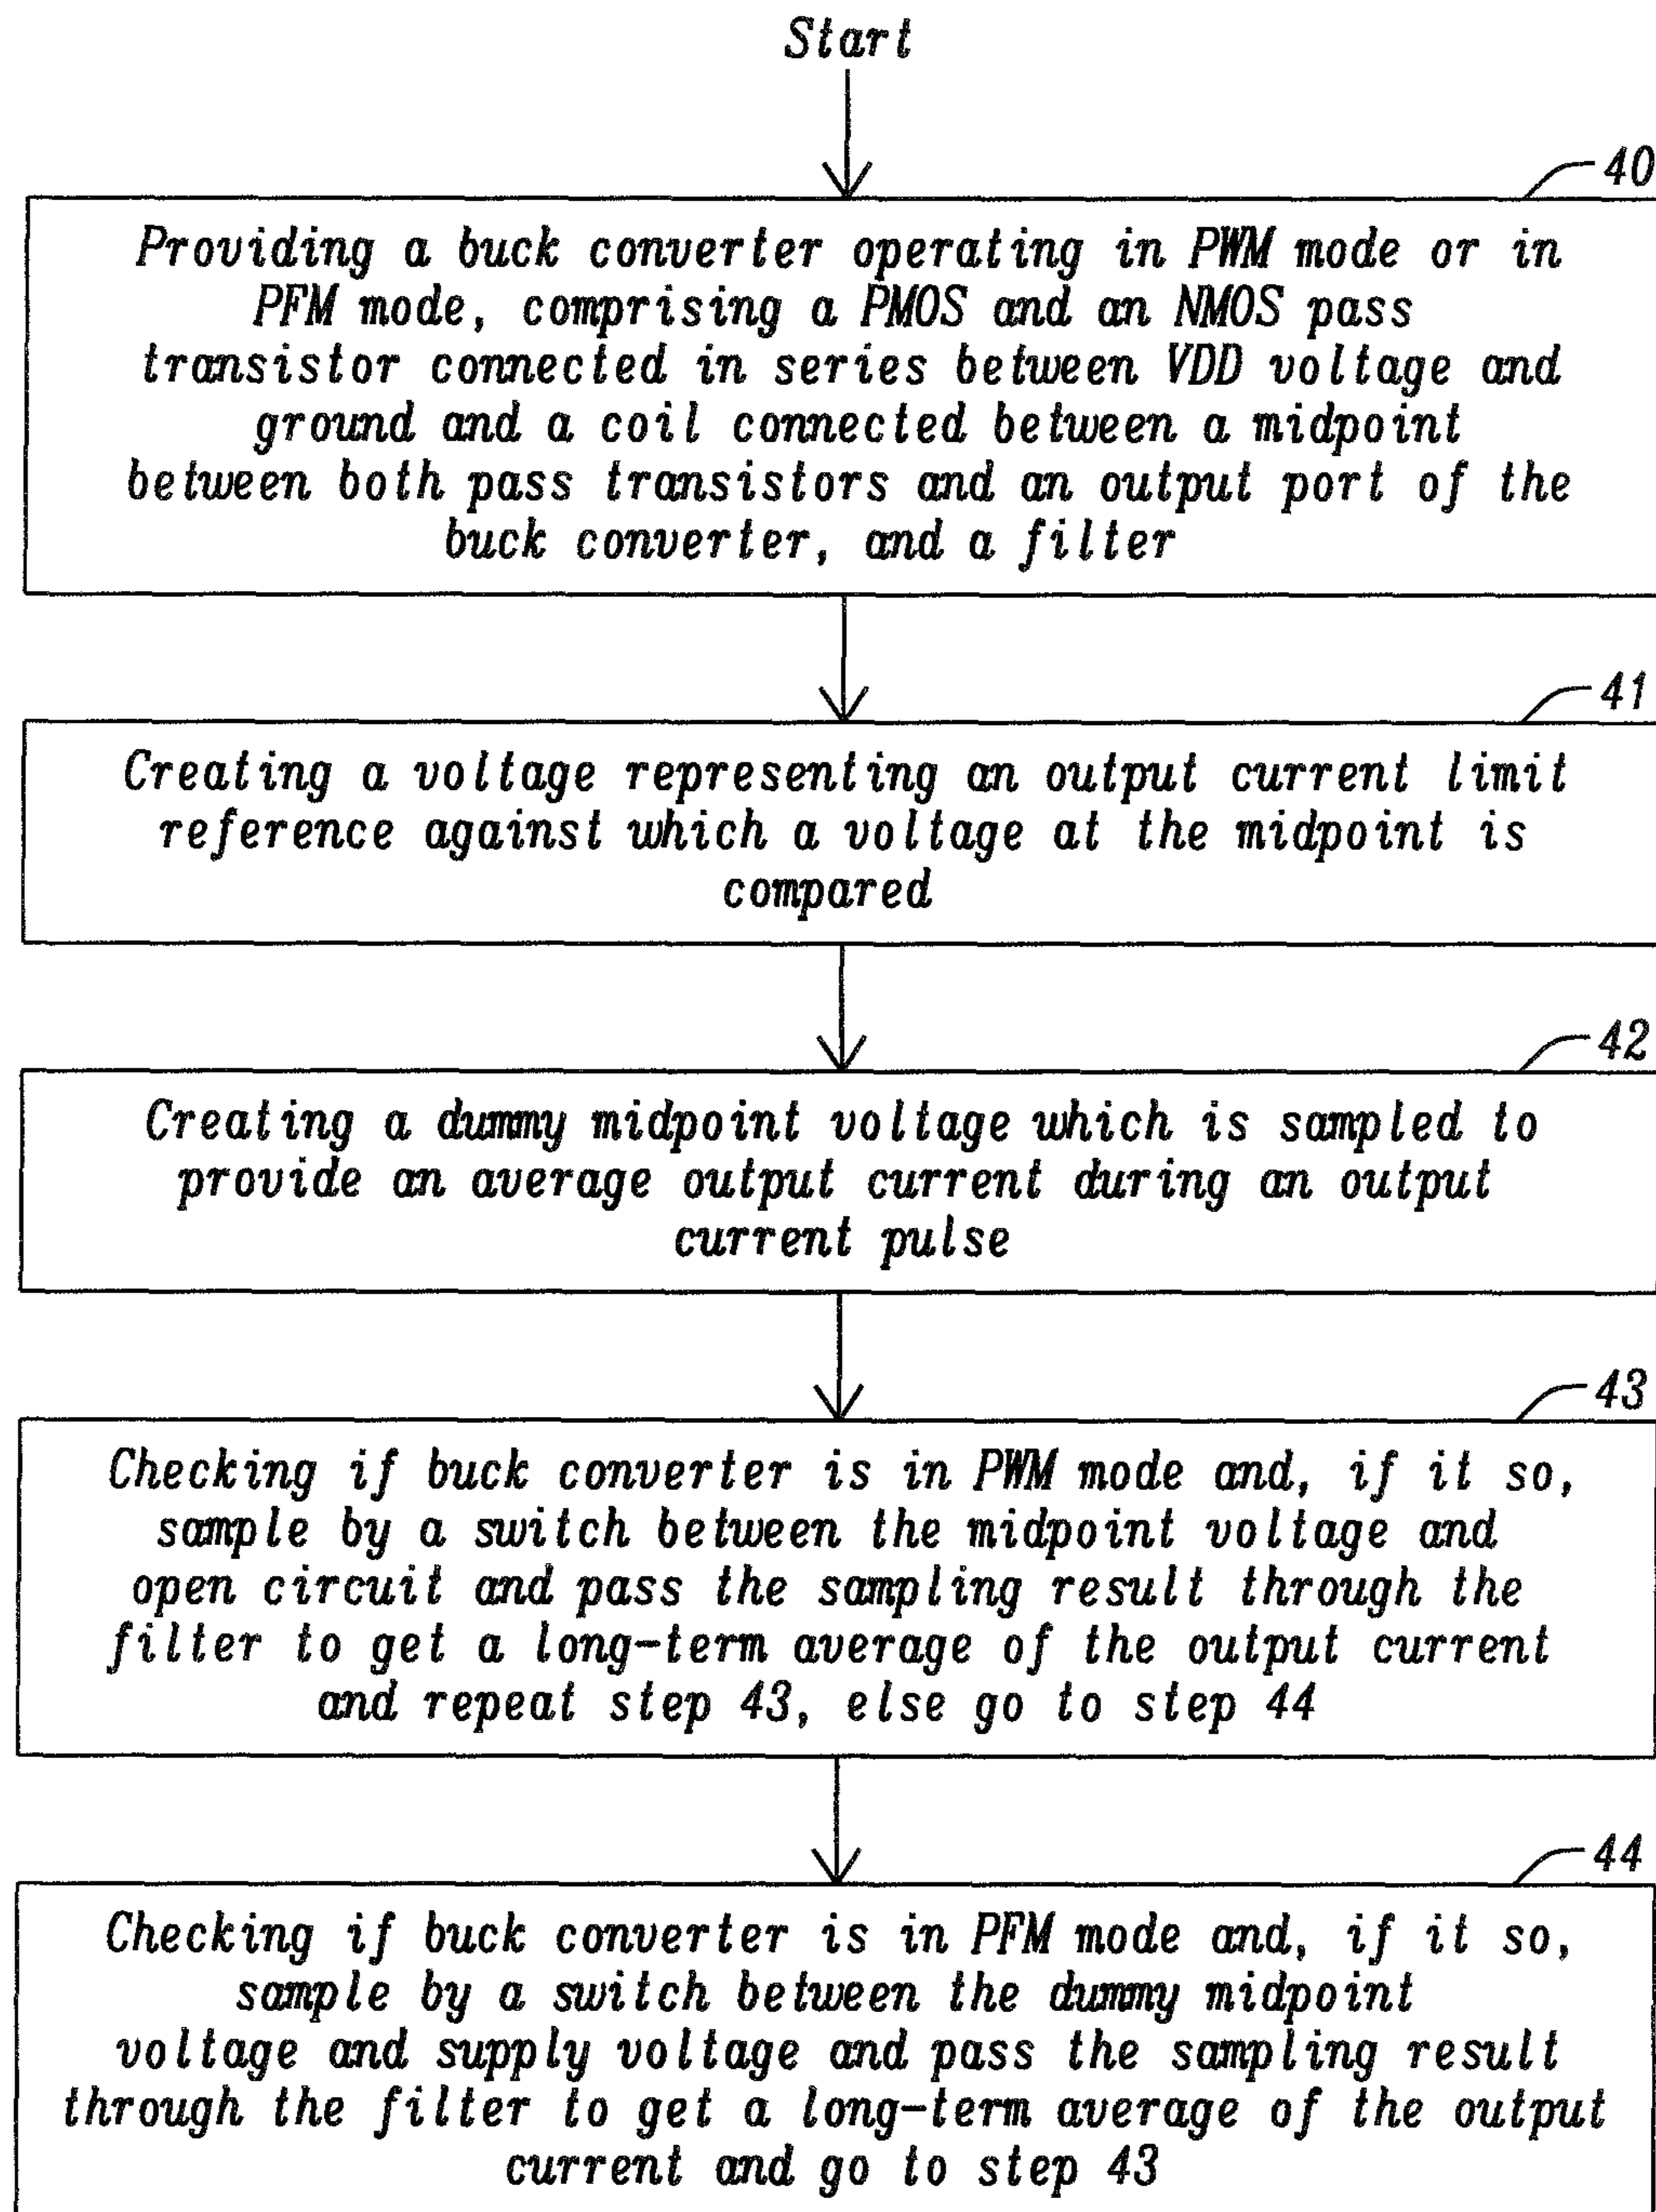 Start
40
Providing a buck converter operating in PWM mode or in
PFM mode, comprising a PMOS and an NMOS pass
transistor connected in series between VDD voltage and
ground and a coil connected between a midpoint
between both pass transistors and an output port of the
buck converter, and a filter
41
Creating a voltage representing an output current limit
reference against which a voltage at the midpoint is
compared
42
Creating a dummy midpoint voltage which is sampled to
provide an average output current during an output
current pulse
43
Checking if buck converter is in PWM mode and, if it so,
sample by a switch between the midpoint voltage and
open circuit and pass the sampling result through the
filter to get a long-term average of the output current
and repeat step 43, else go to step 44
44
Checking if buck converter is in PFM mode and, if it so,
sample by a switch between the dummy midpoint
voltage and supply voltage and pass the sampling result
through the filter to get a long-term average of the output
current and go to step 43